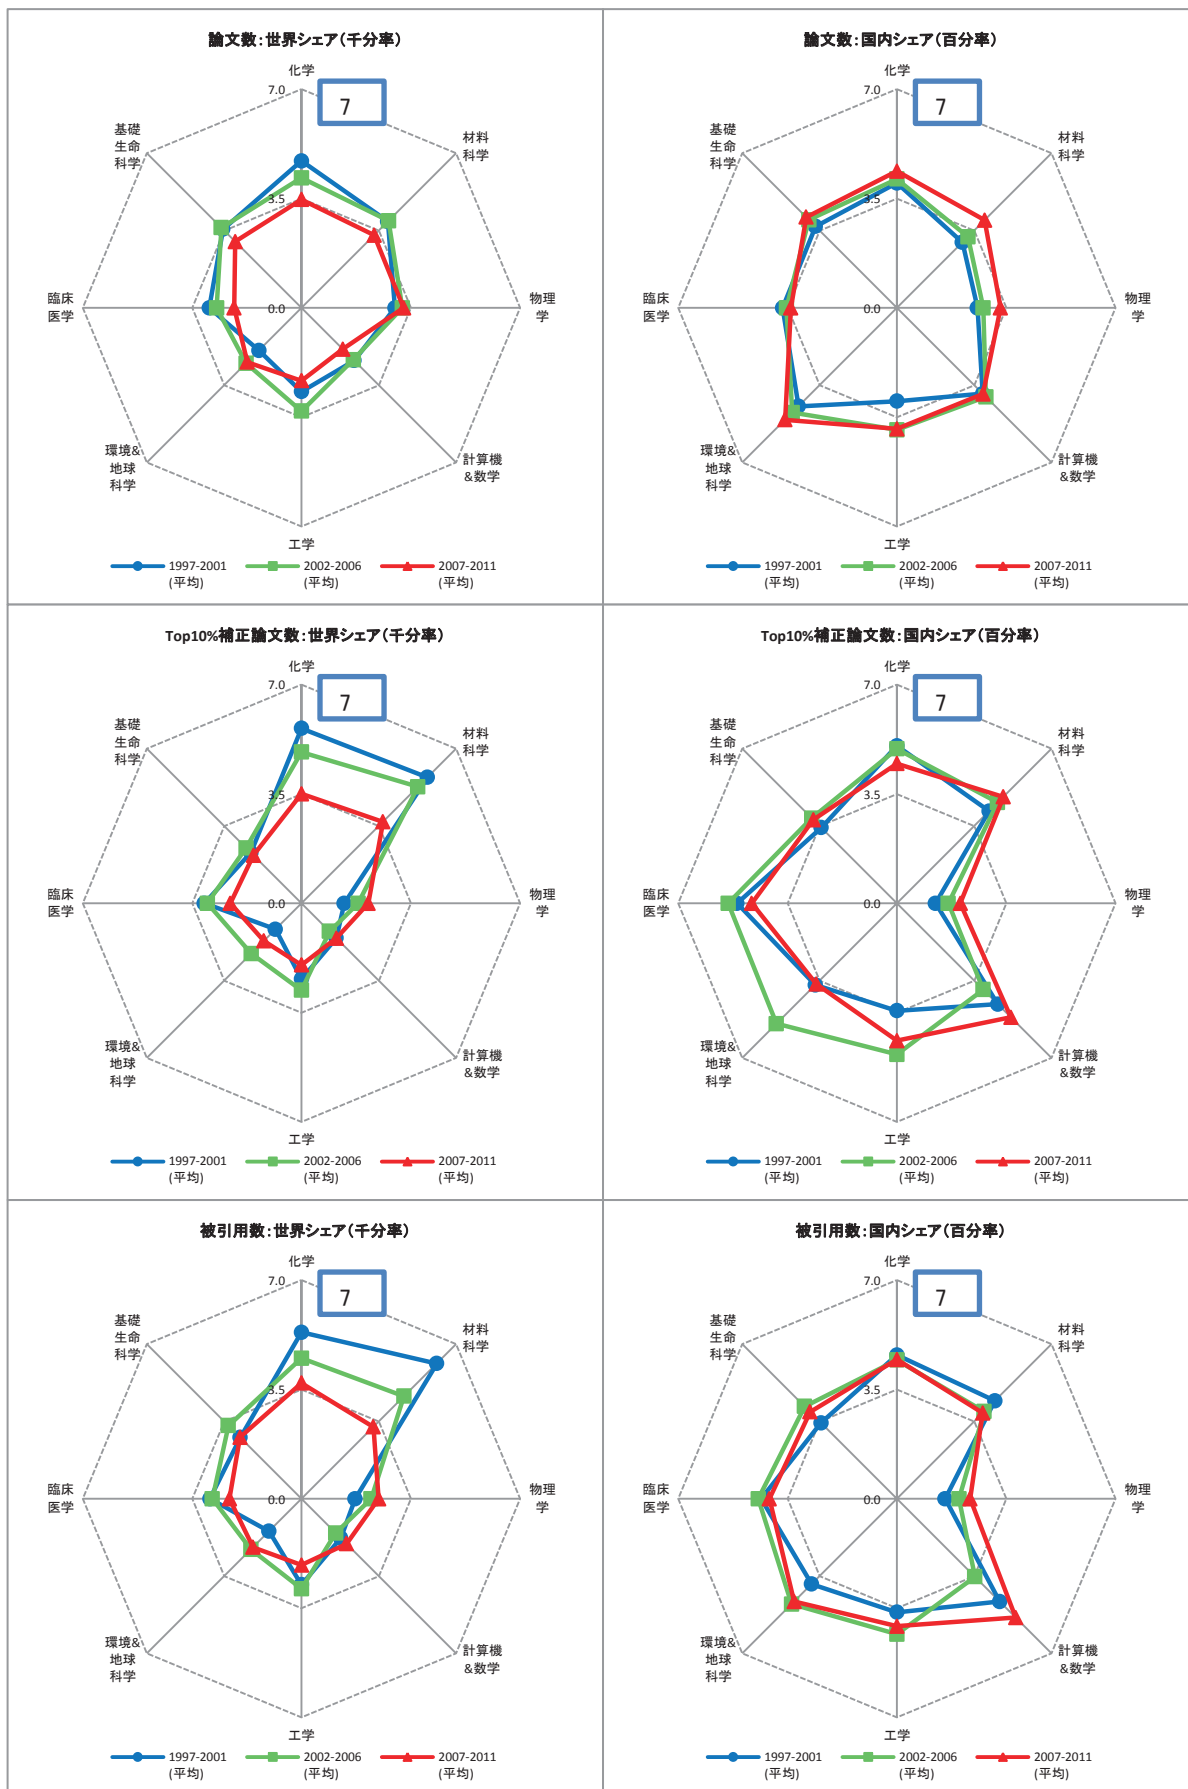 論文数：世界シェア（千分率）
化学
7.0
7
基礎
生命
科学
材料
科学
3.5
臨床
医学
0.0
物理
学
環境&
地球
科学
計算機
&数学
工学
1997-2001
(平均)
2002-2006
(平均)
2007-2011
(平均)
論文数：国内シェア（百分率）
化学
7.0
7
基礎
生命
科学
材料
科学
3.5
臨床
医学
0.0
物理
学
環境&
地球
科学
計算機
&数学
工学
1997-2001
(平均)
2002-2006
(平均)
2007-2011
(平均)
Top10%補正論文数：世界シェア（千分率）
化学
7.0
7
基礎
生命
科学
材料
科学
3.5
臨床
医学
0.0
物理
学
環境&
地球
科学
計算機
&数学
工学
1997-2001
(平均)
2002-2006
(平均)
2007-2011
(平均)
Top10%補正論文数：国内シェア（百分率）
化学
7.0
7
基礎
生命
科学
材料
科学
3.5
臨床
医学
0.0
物理
学
環境&
地球
科学
計算機
&数学
工学
1997-2001
(平均)
2002-2006
(平均)
2007-2011
(平均)
被引用数：世界シェア（千分率）
化学
7.0
7
基礎
生命
科学
材料
科学
3.5
臨床
医学
0.0
物理
学
環境&
地球
科学
計算機
&数学
工学
1997-2001
(平均)
2002-2006
(平均)
2007-2011
(平均)
被引用数：国内シェア（百分率）
化学
7.0
7
基礎
生命
科学
材料
科学
3.5
臨床
医学
0.0
物理
学
環境&
地球
科学
計算機
&数学
工学
1997-2001
(平均)
2002-2006
(平均)
2007-2011
(平均)